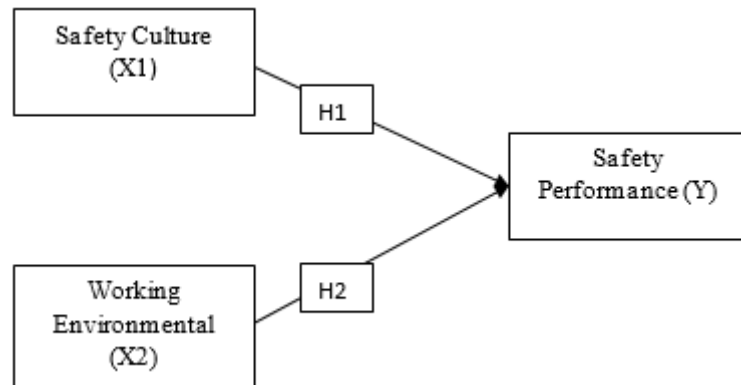 Safety Culture
(X1)
H1
Safety
Performance (Y)
H2
Working
Environmental
(X2)